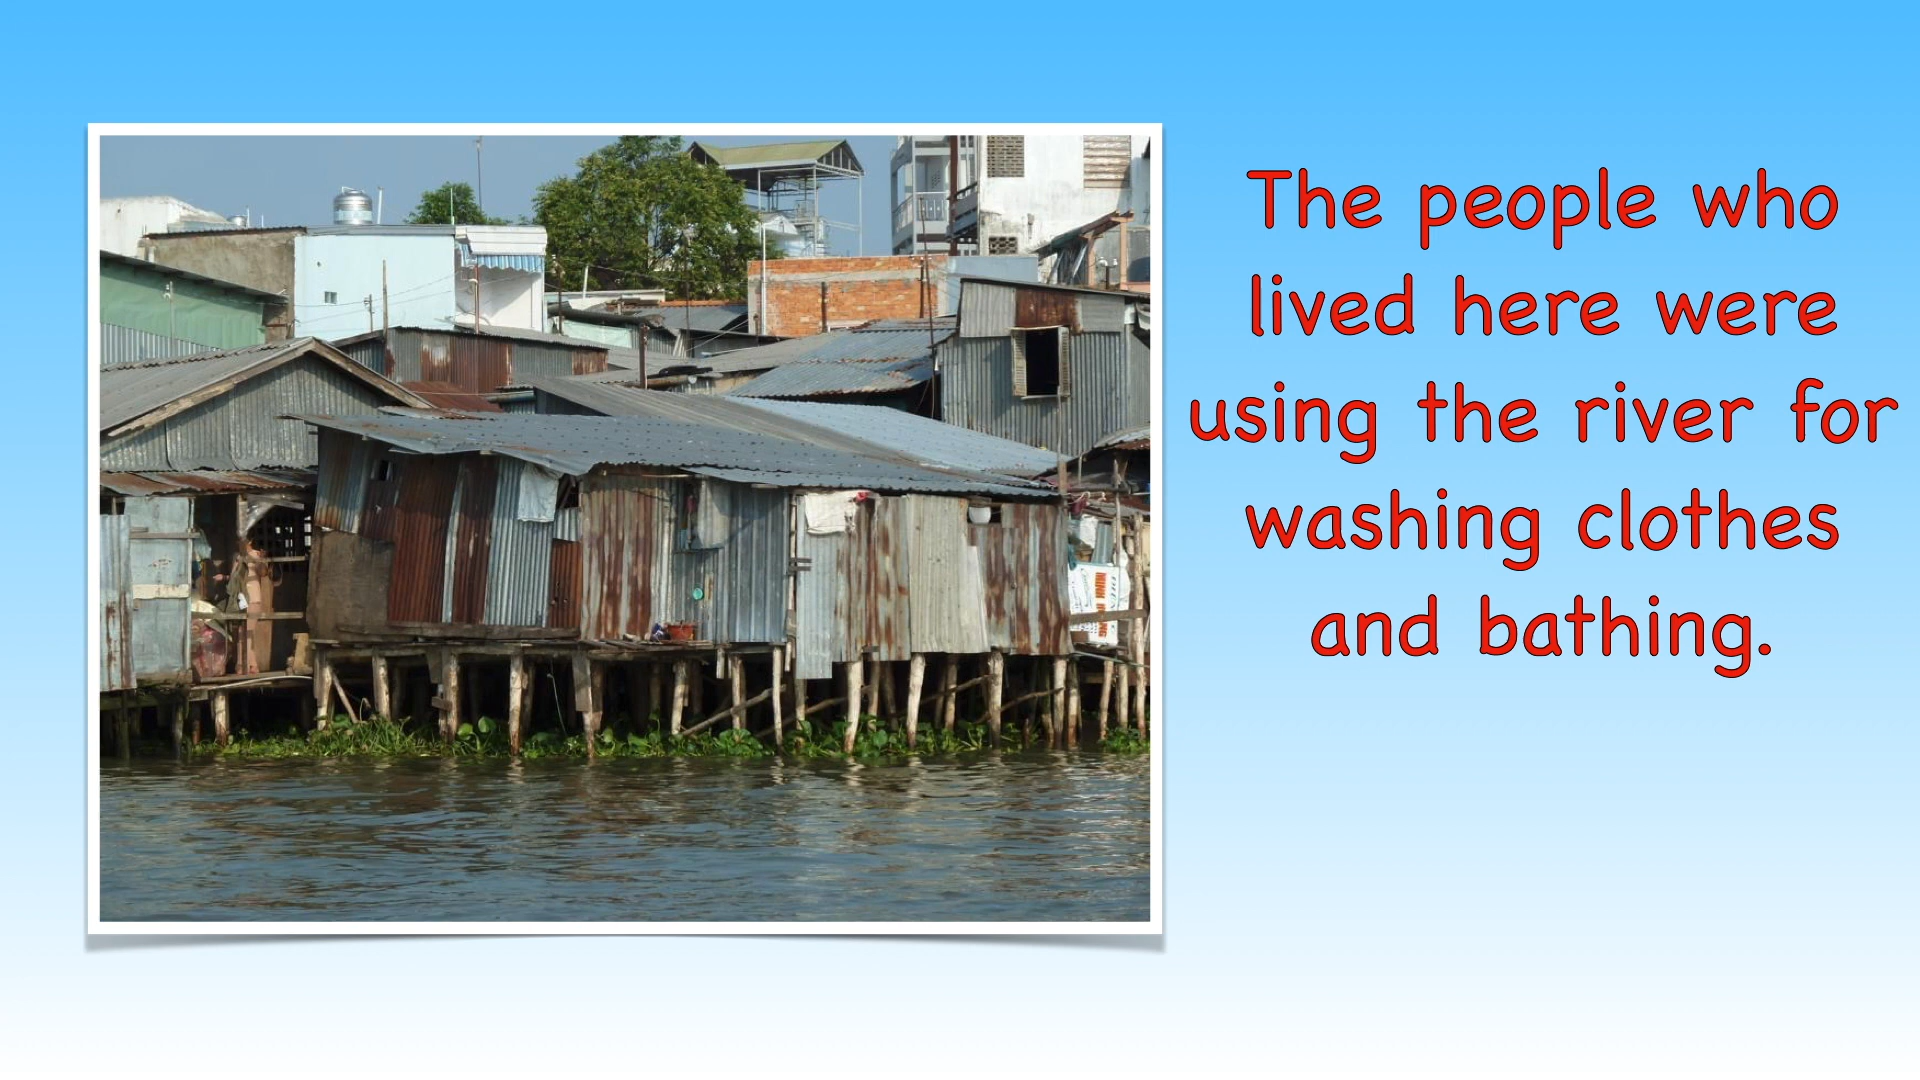 The people who
lived here were
using the river for
washing clothes
and bathing.